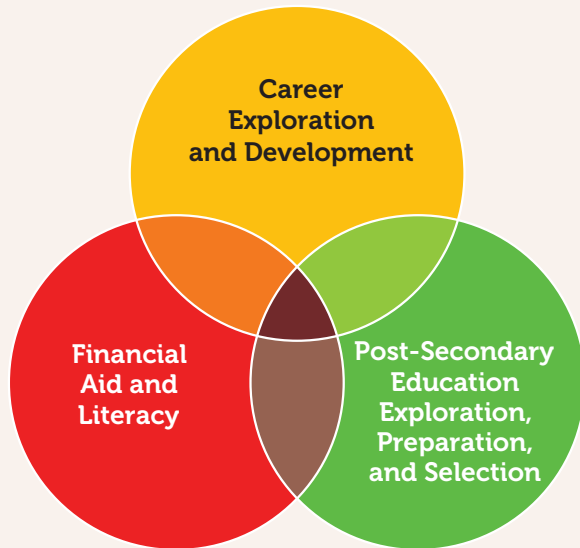 Career
Exploration
and Development
Financial
Aid and
Literacy
Post-Secondary
Education
Exploration,
Preparation,
and Selection